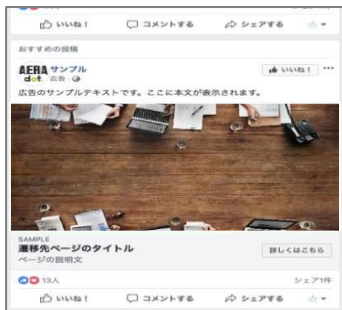 いいね！ コメントする シェアする
おすすめの投稿
AERA dot. サンプル いいね！
広告
広告のサンプルテキストです。ここに本文が表示されます。
SAMPLE
遷移先ページのタイトル 詳しくはこちら
ページの説明文
13人 シェア1件
いいね！ コメントする シェアする